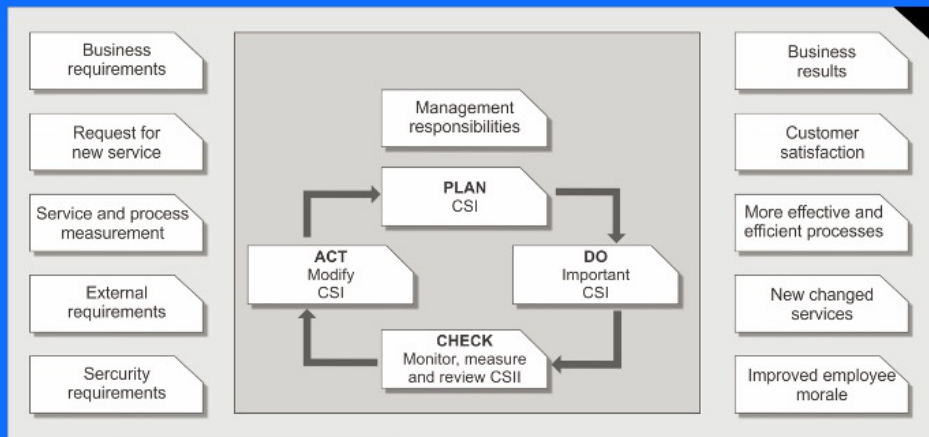 Business
requirements
Request for
new service
Service and process
measurement
External
requirements
Sercurity
requirements
Management
responsibilities
PLAN
CSI
ACT
Modify
CSI
DO
Important
CSI
CHECK
Monitor, measure
and review CSII
Business
results
Customer
satisfaction
More effective and
efficient processes
New changed
services
Improved employee
morale